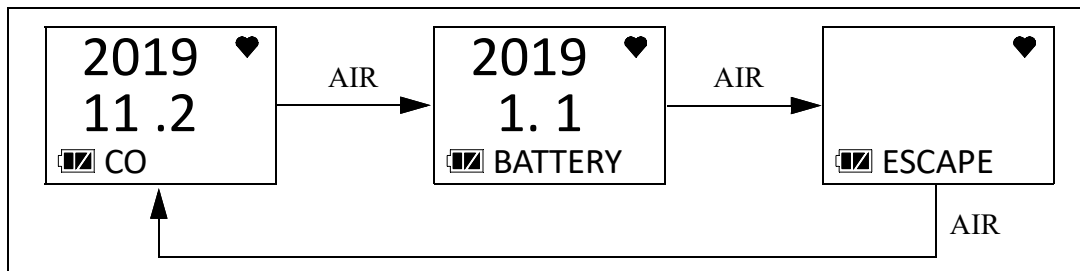 2019
11 .2
CO
AIR
2019
1. 1
BATTERY
AIR
ESCAPE
AIR